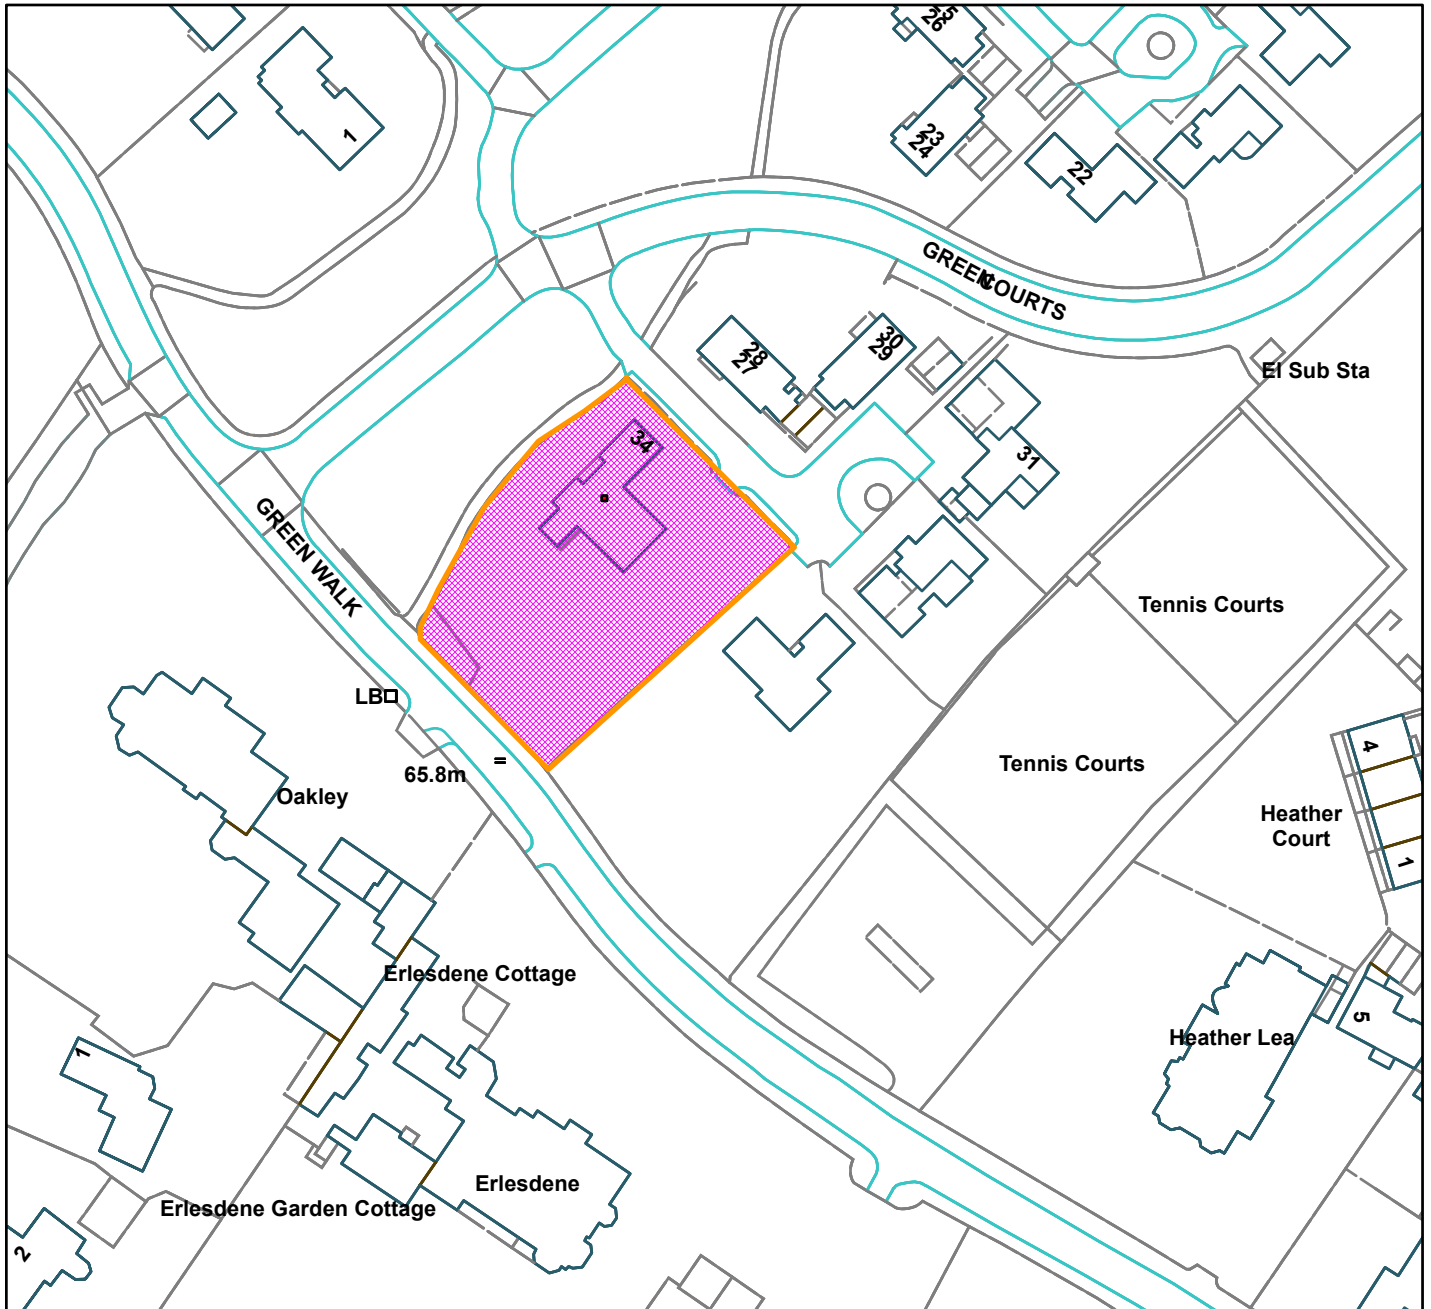 25
26
1
23
24
22
GREEN COURTS
28
27
30
29
El Sub Sta
34
31
GREEN WALK
Tennis Courts
LB
Tennis Courts
65.8m
Oakley
4
Heather
Court
1
Erlesdene Cottage
Heather Lea
5
1
Erlesdene
Erlesdene Garden Cottage
2